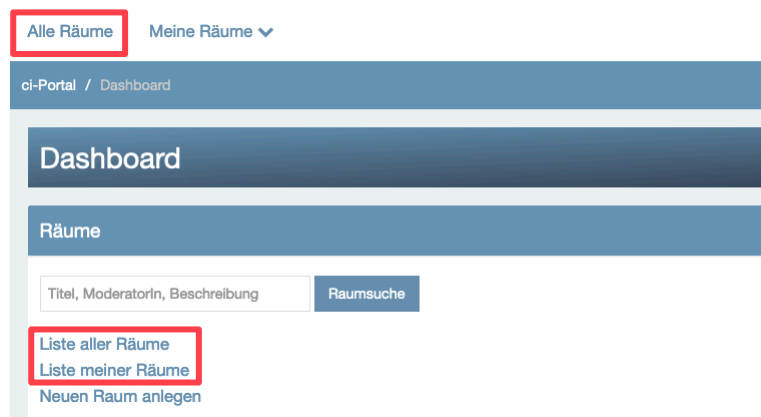 Alle Räume Meine Räume
ci-Portal / Dashboard
Dashboard
Räume
Titel, ModeratorIn, Beschreibung Raumsuche
Liste aller Räume
Liste meiner Räume
Neuen Raum anlegen